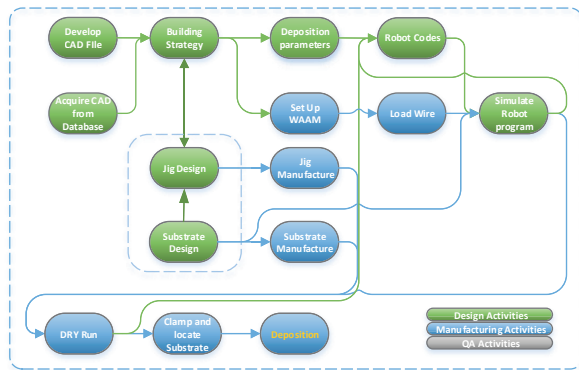 Develop
CAD File
Building
Strategy
Deposition
parameters
Robot Codes
Acquire CAD
from
Database
Set Up
WAAM
Load Wire
Simulate
Robot
program
Jig Design
Jig
Manufacture
Substrate
Design
Substrate
Manufacture
DRY Run
Clamp and
locate
Substrate
Deposition
Design Activities
Manufacturing Activities
QA Activities